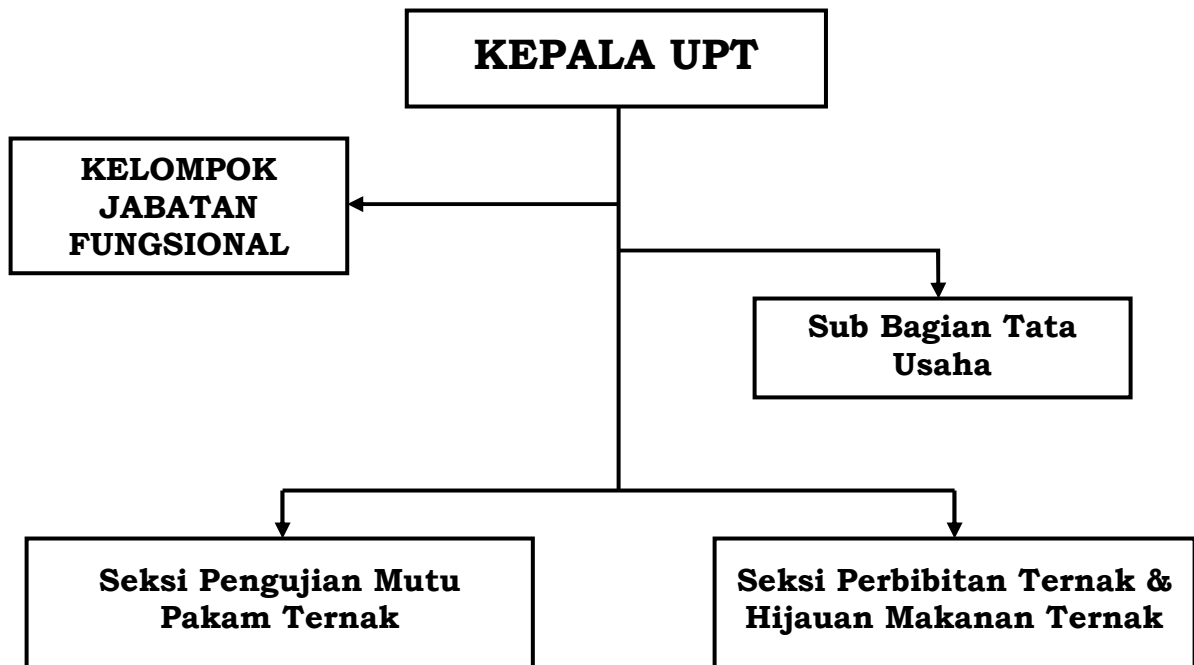 KEPALA UPT
KELOMPOK
JABATAN
FUNGSIONAL
Sub Bagian Tata
Usaha
Seksi Pengujian Mutu
Pakam Ternak
Seksi Perbibitan Ternak &
Hijauan Makanan Ternak